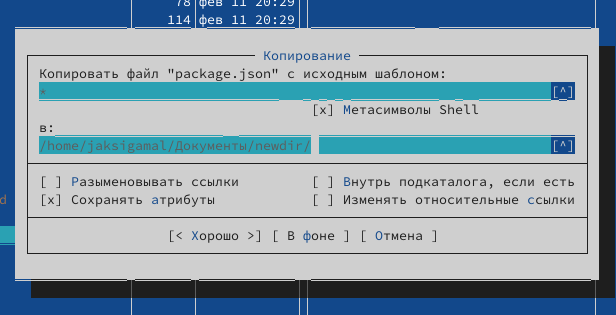 78 фев 11 20:29
114 фев 11 20:29
Копирование
Копировать файл "package.json" с исходным шаблоном:
* [^]
[x] Метасимволы Shell
в:
/home/jaksigamal/Документы/newdir/ [^]
[ ] Разыменовывать ссылки [ ] Внутрь подкаталога, если есть
[x] Сохранять атрибуты [ ] Изменять относительные ссылки
d
[< Хорошо >] [ В фоне ] [ Отмена ]